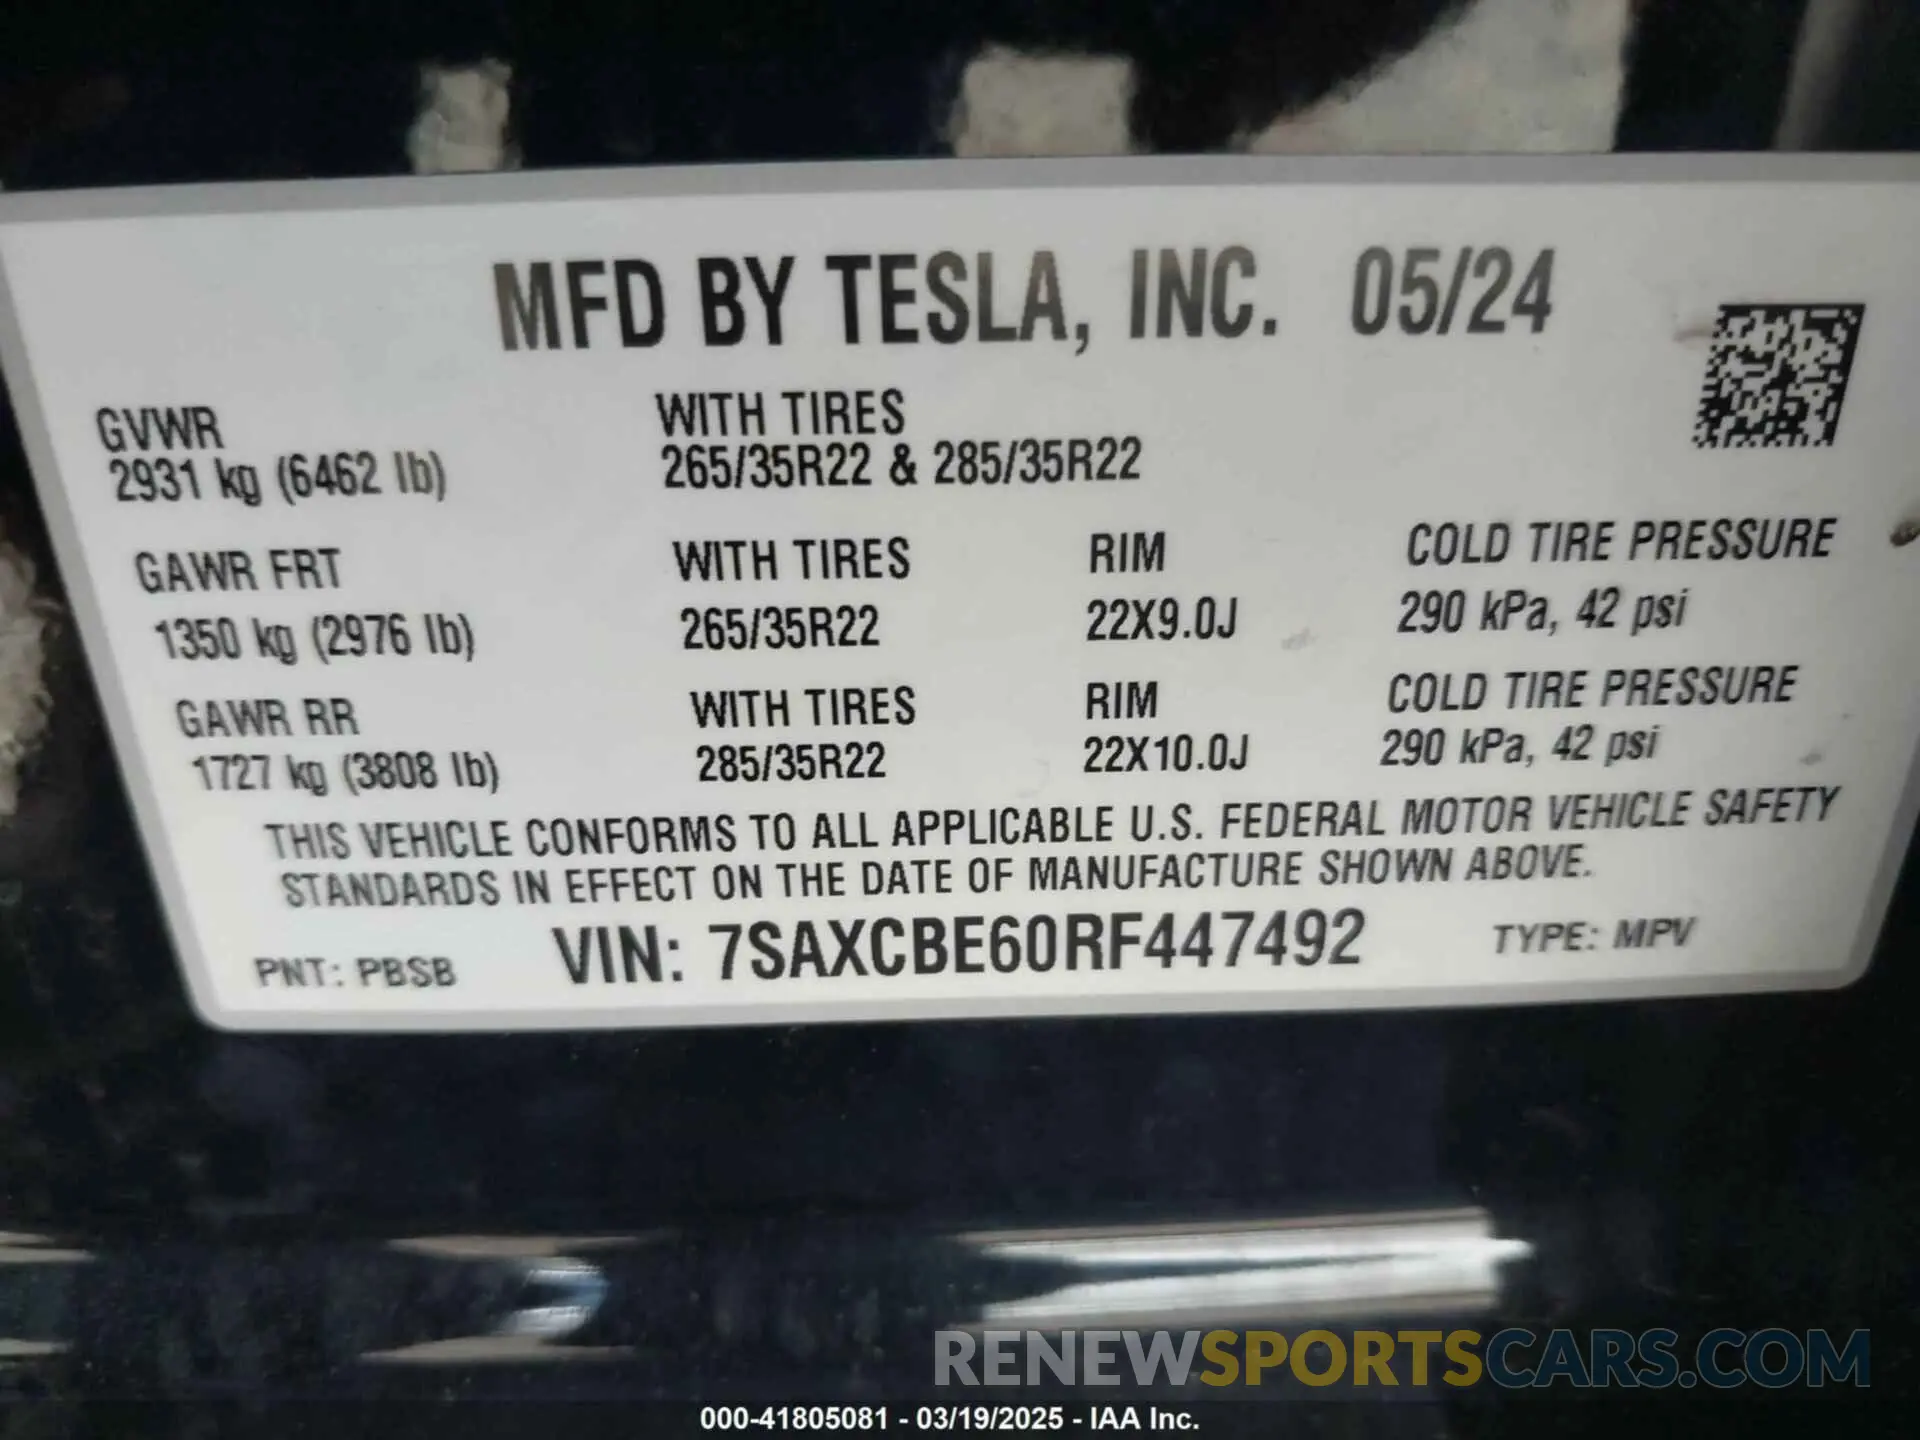 MFD BY TESLA, INC. 05/24
GVWR WITH TIRES
2931 kg (6462 lb) 265/35R22 & 285/35R22
GAWR FRT WITH TIRES RIM COLD TIRE PRESSURE
1350 kg (2976 lb) 265/35R22 22X9.0J 290 kPa, 42 psi
GAWR RR WITH TIRES RIM COLD TIRE PRESSURE
1727 kg (3808 lb) 285/35R22 22X10.0J 290 kPa, 42 psi
THIS VEHICLE CONFORMS TO ALL APPLICABLE U.S. FEDERAL MOTOR VEHICLE SAFETY
STANDARDS IN EFFECT ON THE DATE OF MANUFACTURE SHOWN ABOVE.
PNT: PBSB VIN: 7SAXCBE60RF447492 TYPE: MPV
RENEWSPORTSCARS.COM
000-41805081 - 03/19/2025 - IAA Inc.